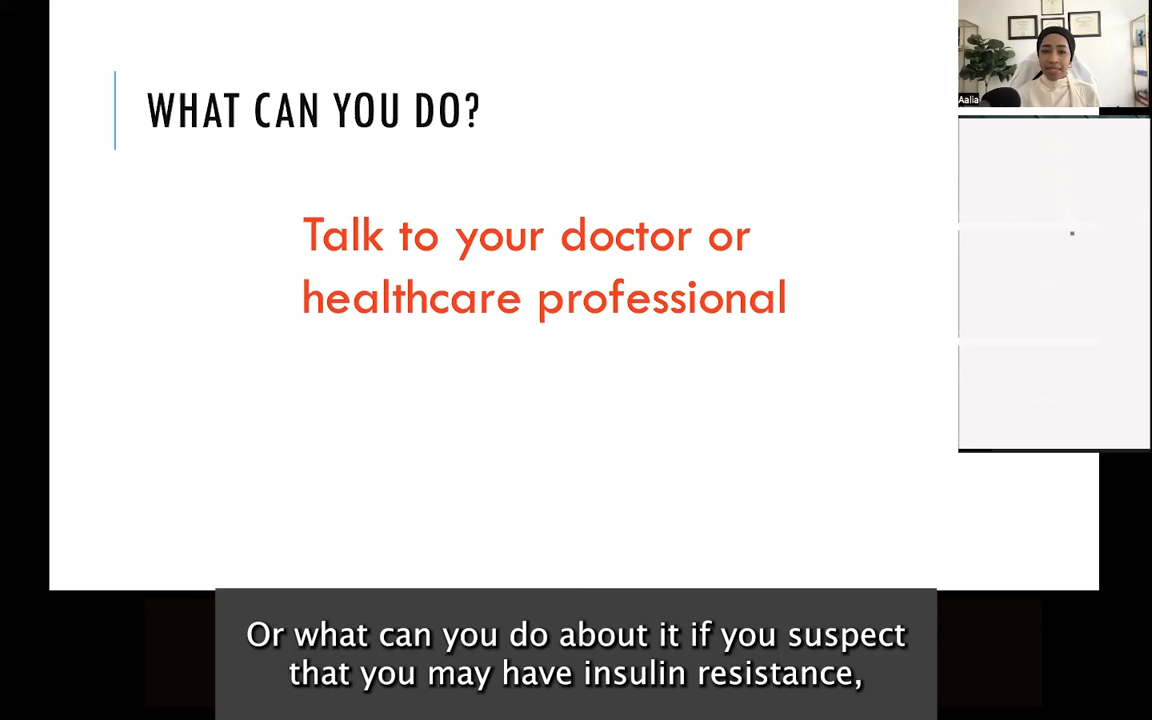 WHAT CAN YOU DO?
Talk to your doctor or
healthcare professional
Aalia
Or what can you do about it if you suspect
that you may have insulin resistance,